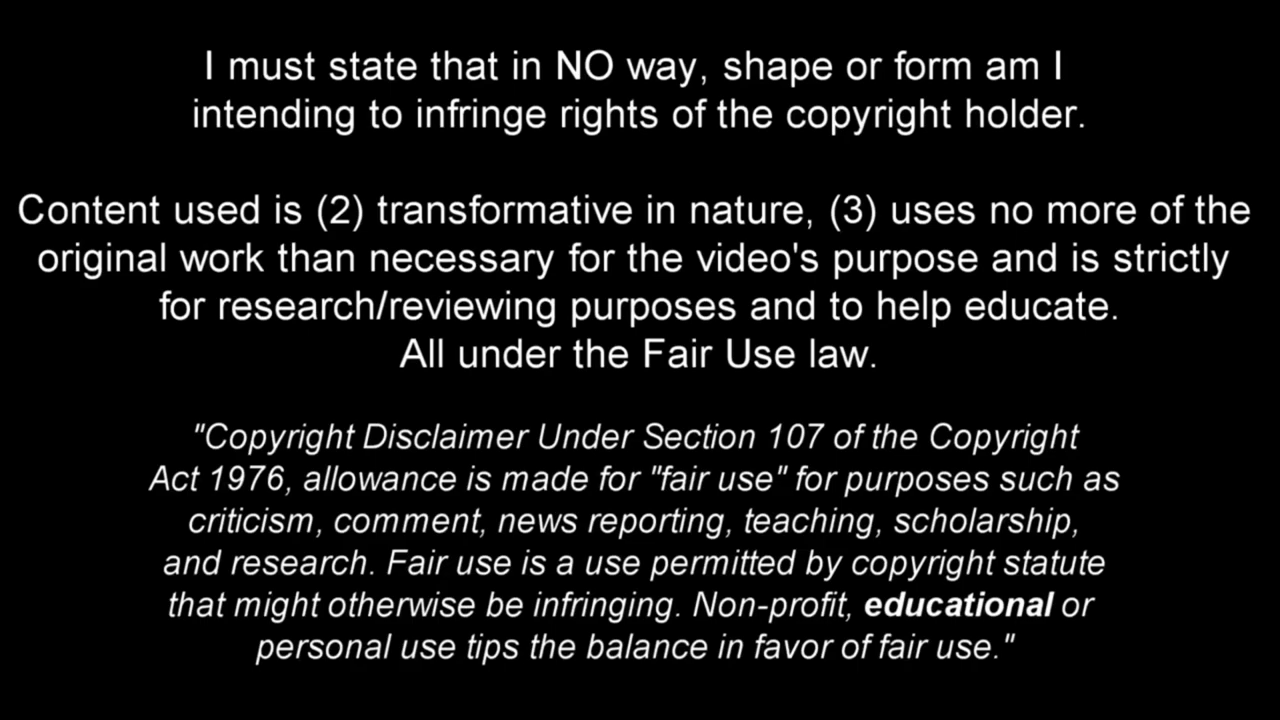 I must state that in NO way, shape or form am I
intending to infringe rights of the copyright holder.
Content used is (2) transformative in nature, (3) uses no more of the
original work than necessary for the video's purpose and is strictly
for research/reviewing purposes and to help educate.
All under the Fair Use law.
"Copyright Disclaimer Under Section 107 of the Copyright
Act 1976, allowance is made for "fair use" for purposes such as
criticism, comment, news reporting, teaching, scholarship,
and research. Fair use is a use permitted by copyright statute
that might otherwise be infringing. Non-profit, educational or
personal use tips the balance in favor of fair use."